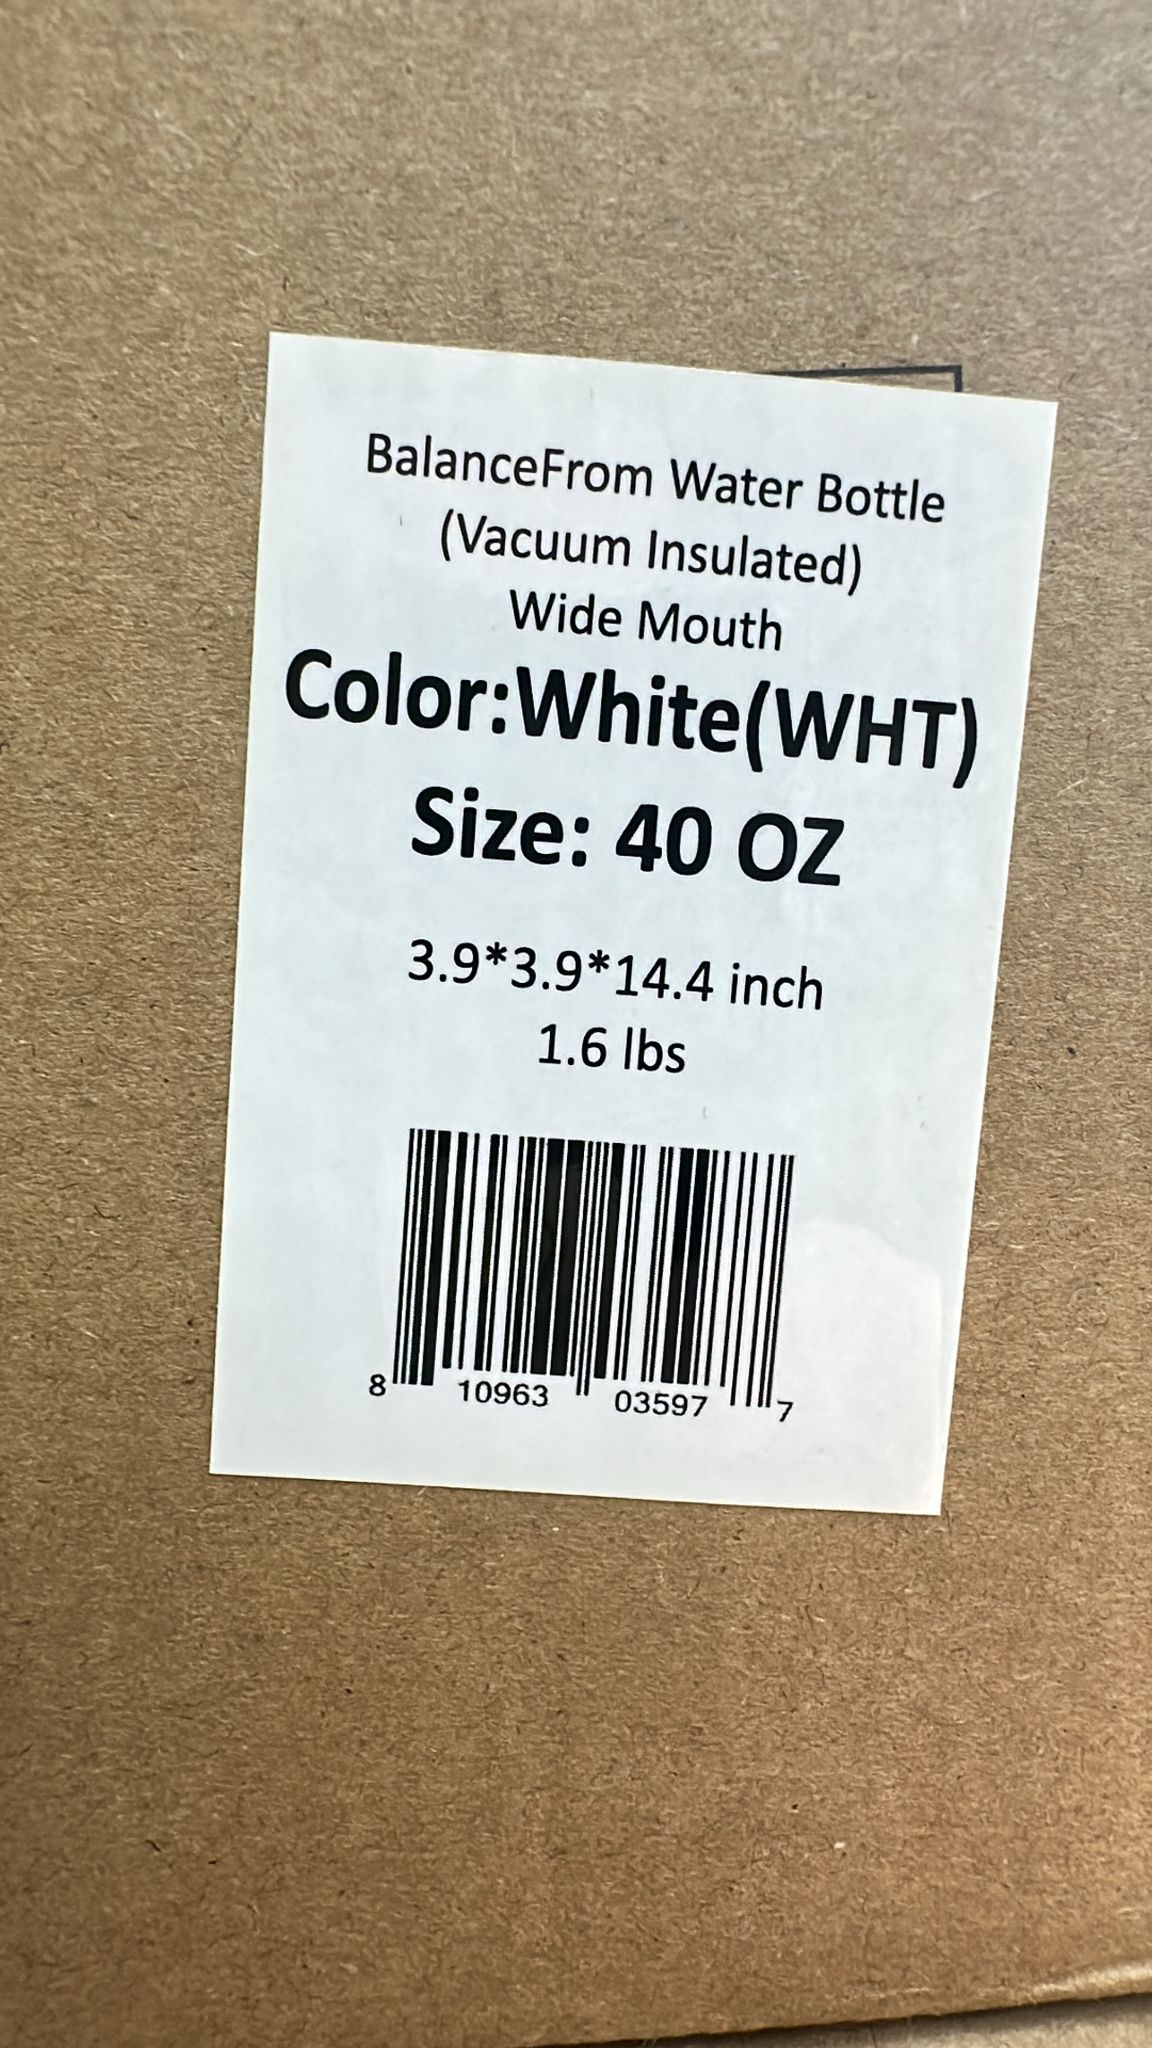 BalanceFrom Water Bottle
(Vacuum Insulated)
Wide Mouth
Color:White(WHT)
Size: 40 OZ
3.9*3.9*14.4 inch
1.6 lbs
8 10963 03597 7